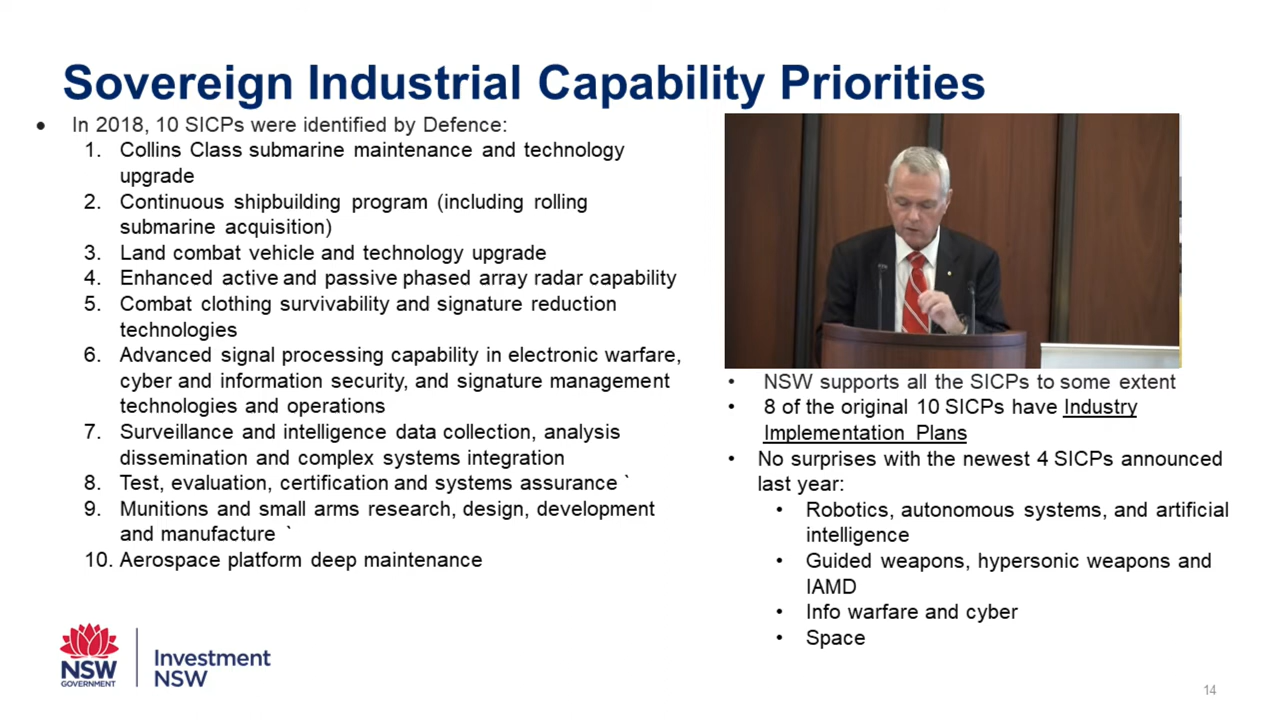 Sovereign Industrial Capability Priorities
• In 2018, 10 SICPs were identified by Defence:
1. Collins Class submarine maintenance and technology
upgrade
2. Continuous shipbuilding program (including rolling
submarine acquisition)
3. Land combat vehicle and technology upgrade
4. Enhanced active and passive phased array radar capability
5. Combat clothing survivability and signature reduction
technologies
6. Advanced signal processing capability in electronic warfare,
cyber and information security, and signature management
technologies and operations
7. Surveillance and intelligence data collection, analysis
dissemination and complex systems integration
8. Test, evaluation, certification and systems assurance `
9. Munitions and small arms research, design, development
and manufacture `
10. Aerospace platform deep maintenance
• NSW supports all the SICPs to some extent
• 8 of the original 10 SICPs have Industry
Implementation Plans
• No surprises with the newest 4 SICPs announced
last year:
• Robotics, autonomous systems, and artificial
intelligence
• Guided weapons, hypersonic weapons and
IAMD
• Info warfare and cyber
• Space
NSW
GOVERNMENT
Investment
NSW
14